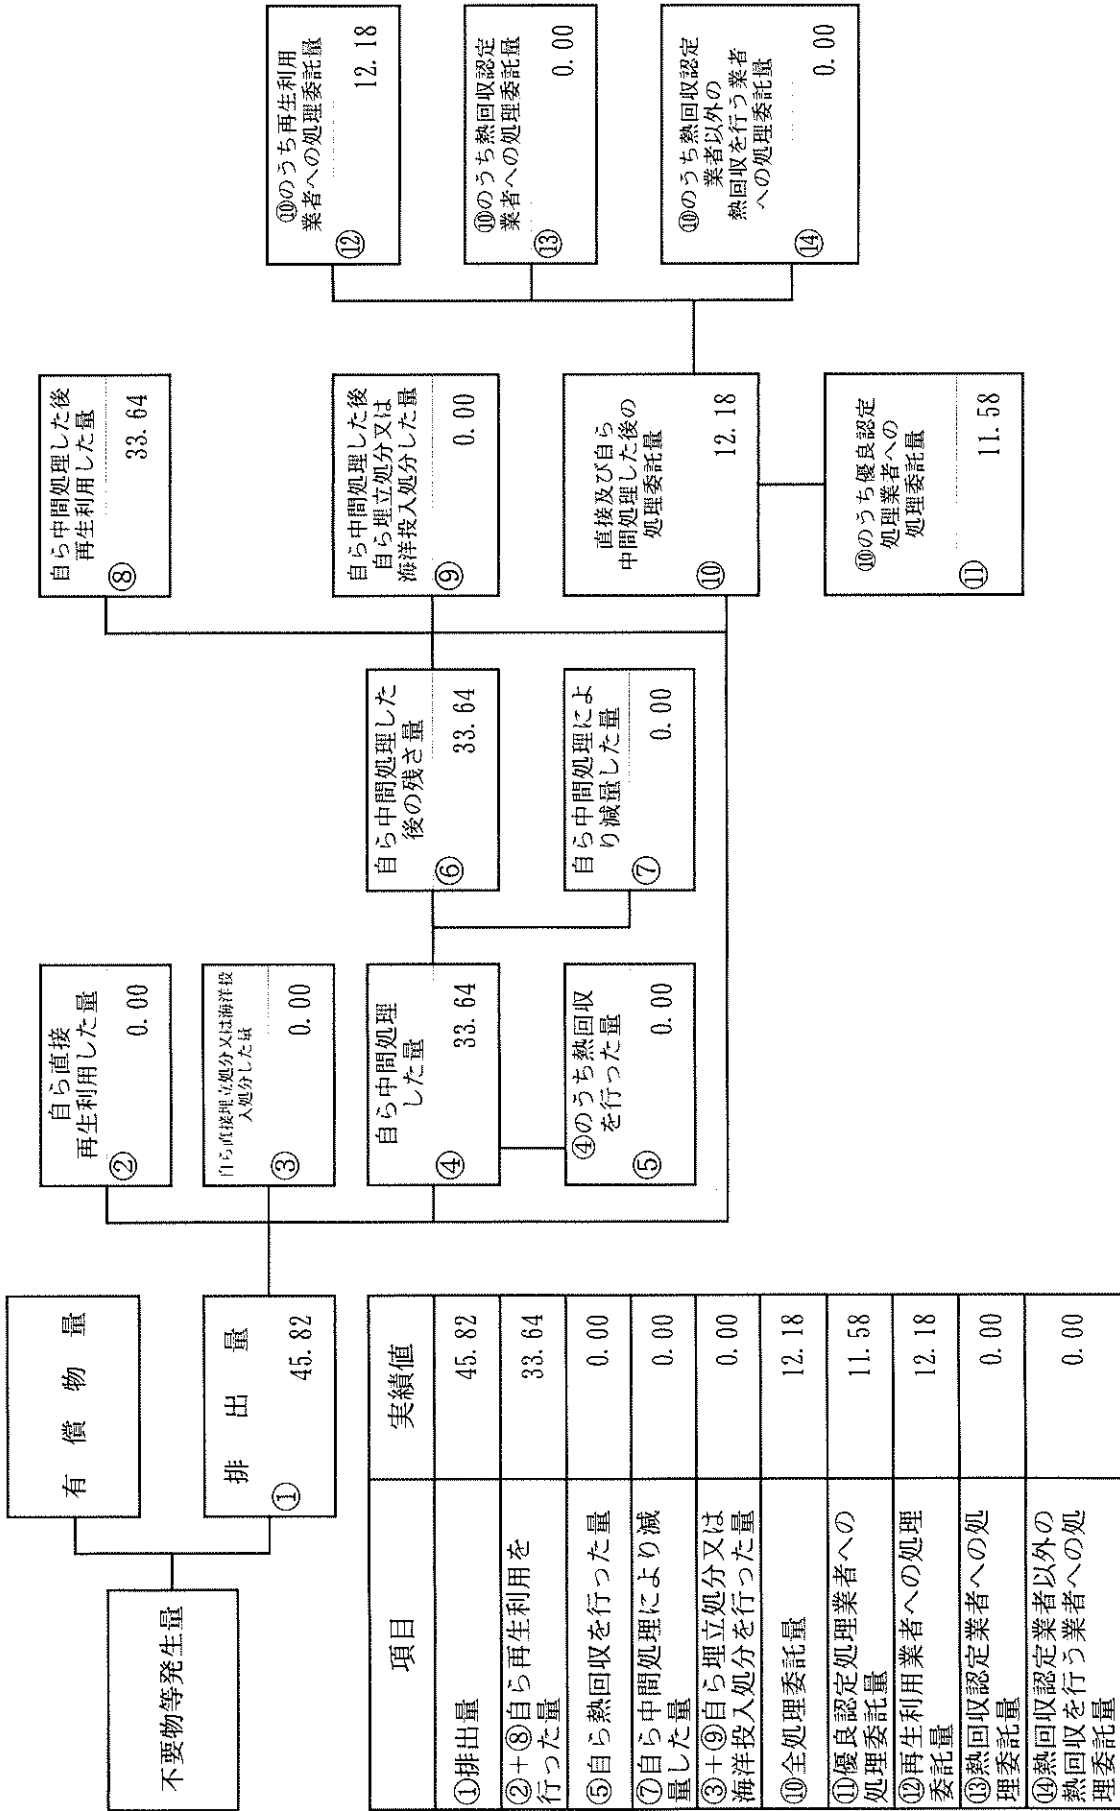 不要物等発生量
有償物量
排出量
①
45.82
自ら直接
再生利用した量
②
0.00
自ら直接埋立処分又は海洋投
入処分した量
③
0.00
自ら中間処理
した量
④
33.64
④のうち熱回収
を行った量
⑤
0.00
自ら中間処理した
後の残さ量
⑥
33.64
自ら中間処理によ
り減量した量
⑦
0.00
自ら中間処理した後
再生利用した量
⑧
33.64
自ら中間処理した後
自ら埋立処分又は
海洋投入処分した量
⑨
0.00
直接及び自ら
中間処理した後の
処理委託量
⑩
12.18
⑩のうち優良認定
処理業者への
処理委託量
⑪
11.58
⑩のうち再生利用
業者への処理委託量
⑫
12.18
⑩のうち熱回収認定
業者への処理委託量
⑬
0.00
⑩のうち熱回収認定
業者以外の
熱回収を行う業者
への処理委託量
⑭
0.00
項目 実績値
①排出量 45.82
②+⑧自ら再生利用を
行った量 33.64
⑤自ら熱回収を行った量 0.00
⑦自ら中間処理により減
量した量 0.00
③+⑨自ら埋立処分又は
海洋投入処分を行った量 0.00
⑩全処理委託量 12.18
⑪優良認定処理業者への
処理委託量 11.58
⑫再生利用業者への処理
委託量 12.18
⑬熱回収認定業者への処
理委託量 0.00
⑭熱回収認定業者以外の
熱回収を行う業者への処
理委託量 0.00